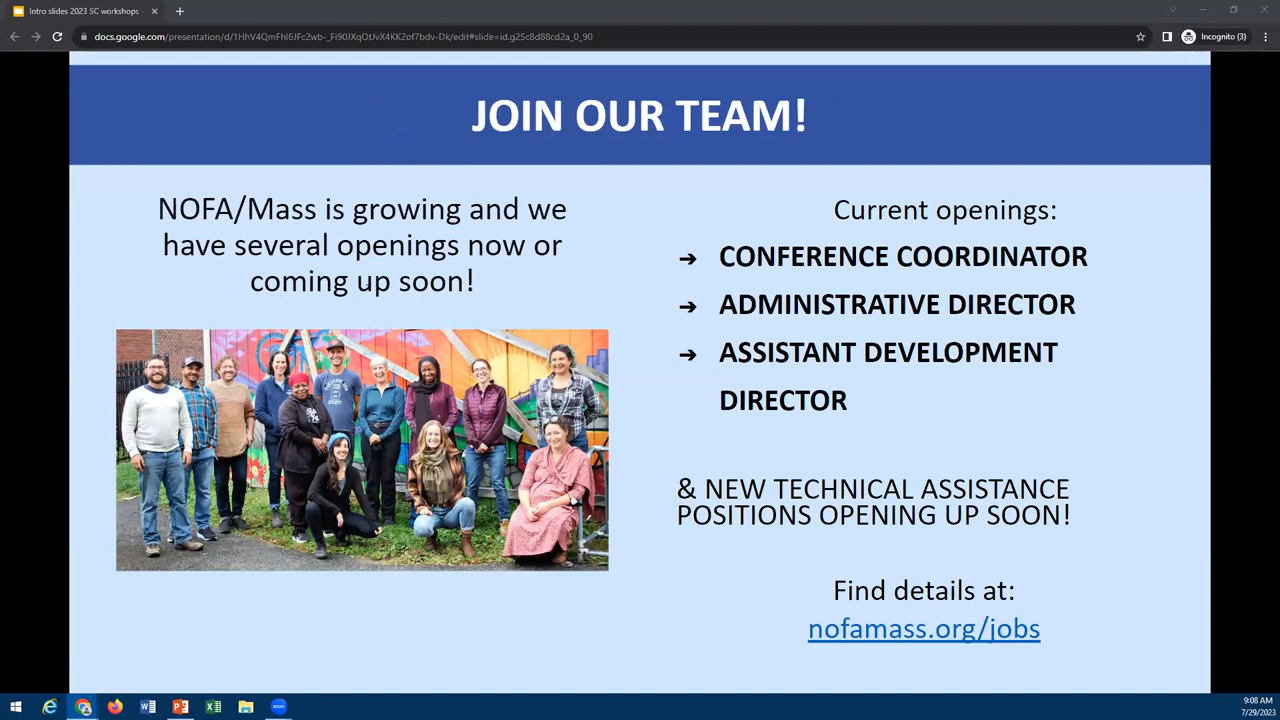 Intro slides 2023 SC workshops
docs.google.com/presentation/d/1HhV4QmFhl6JFc2wb-_Fi90JXqOtJvX4KK2of7bdv-Dk/edit#slide=id.g25c8d88cd2a_0_90
Incognito (3)
JOIN OUR TEAM!
NOFA/Mass is growing and we
have several openings now or
coming up soon!
Current openings:
➔ CONFERENCE COORDINATOR
➔ ADMINISTRATIVE DIRECTOR
➔ ASSISTANT DEVELOPMENT
DIRECTOR
& NEW TECHNICAL ASSISTANCE
POSITIONS OPENING UP SOON!
Find details at:
nofamass.org/jobs
9:08 AM
7/29/2023